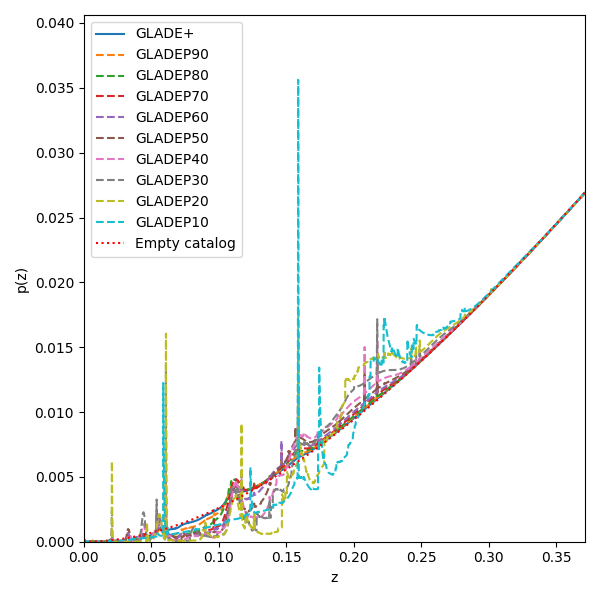 0.040
0.035
0.030
0.025
0.020
0.015
0.010
0.005
0.000
p(z)
GLADE+
GLADEP90
GLADEP80
GLADEP70
GLADEP60
GLADEP50
GLADEP40
GLADEP30
GLADEP20
GLADEP10
Empty catalog
0.00 0.05 0.10 0.15 0.20 0.25 0.30 0.35
z